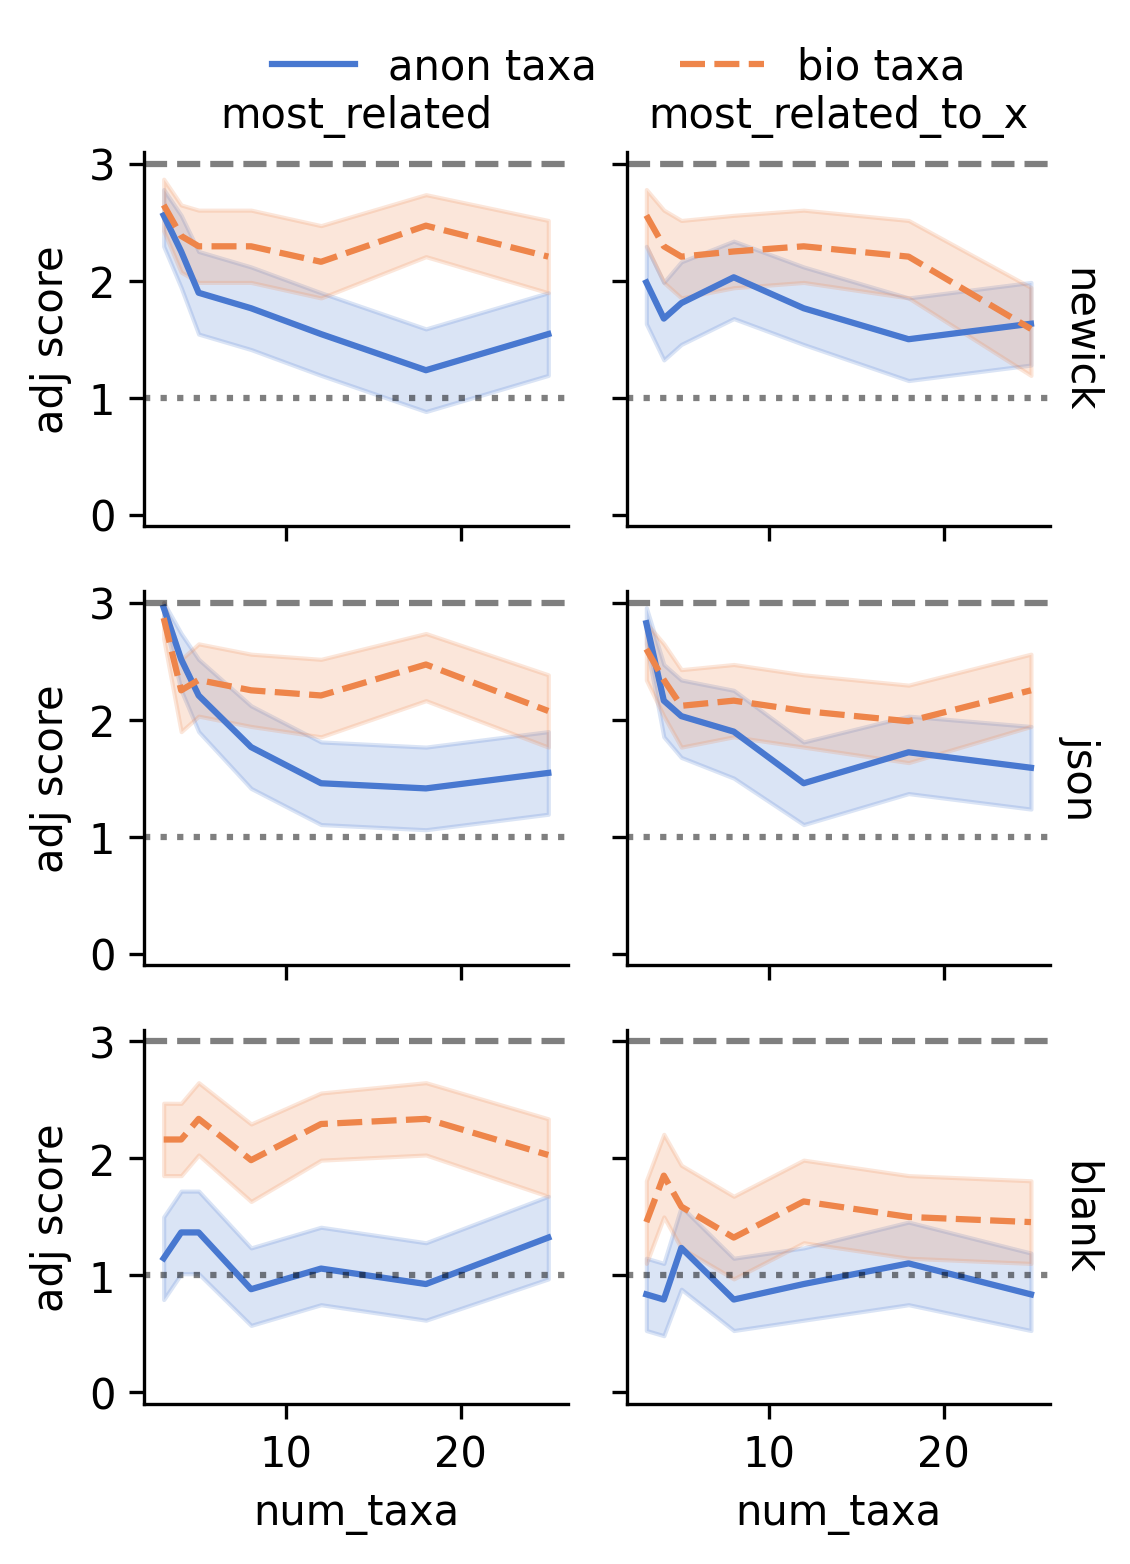 anon taxa bio taxa
most_related most_related_to_x
3
2
1
0
adj score
newick
3
2
1
0
adj score
json
3
2
1
0
adj score
blank
10 20 10 20
num_taxa num_taxa